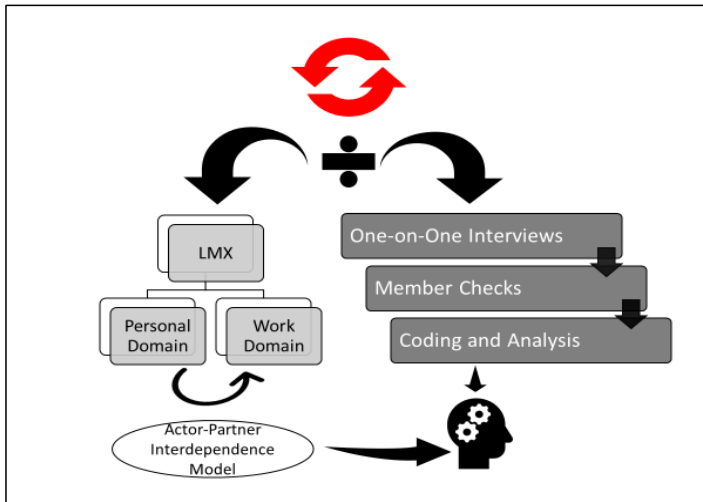 LMX
Personal
Domain
Work
Domain
Actor-Partner
Interdependence
Model
One-on-One Interviews
Member Checks
Coding and Analysis